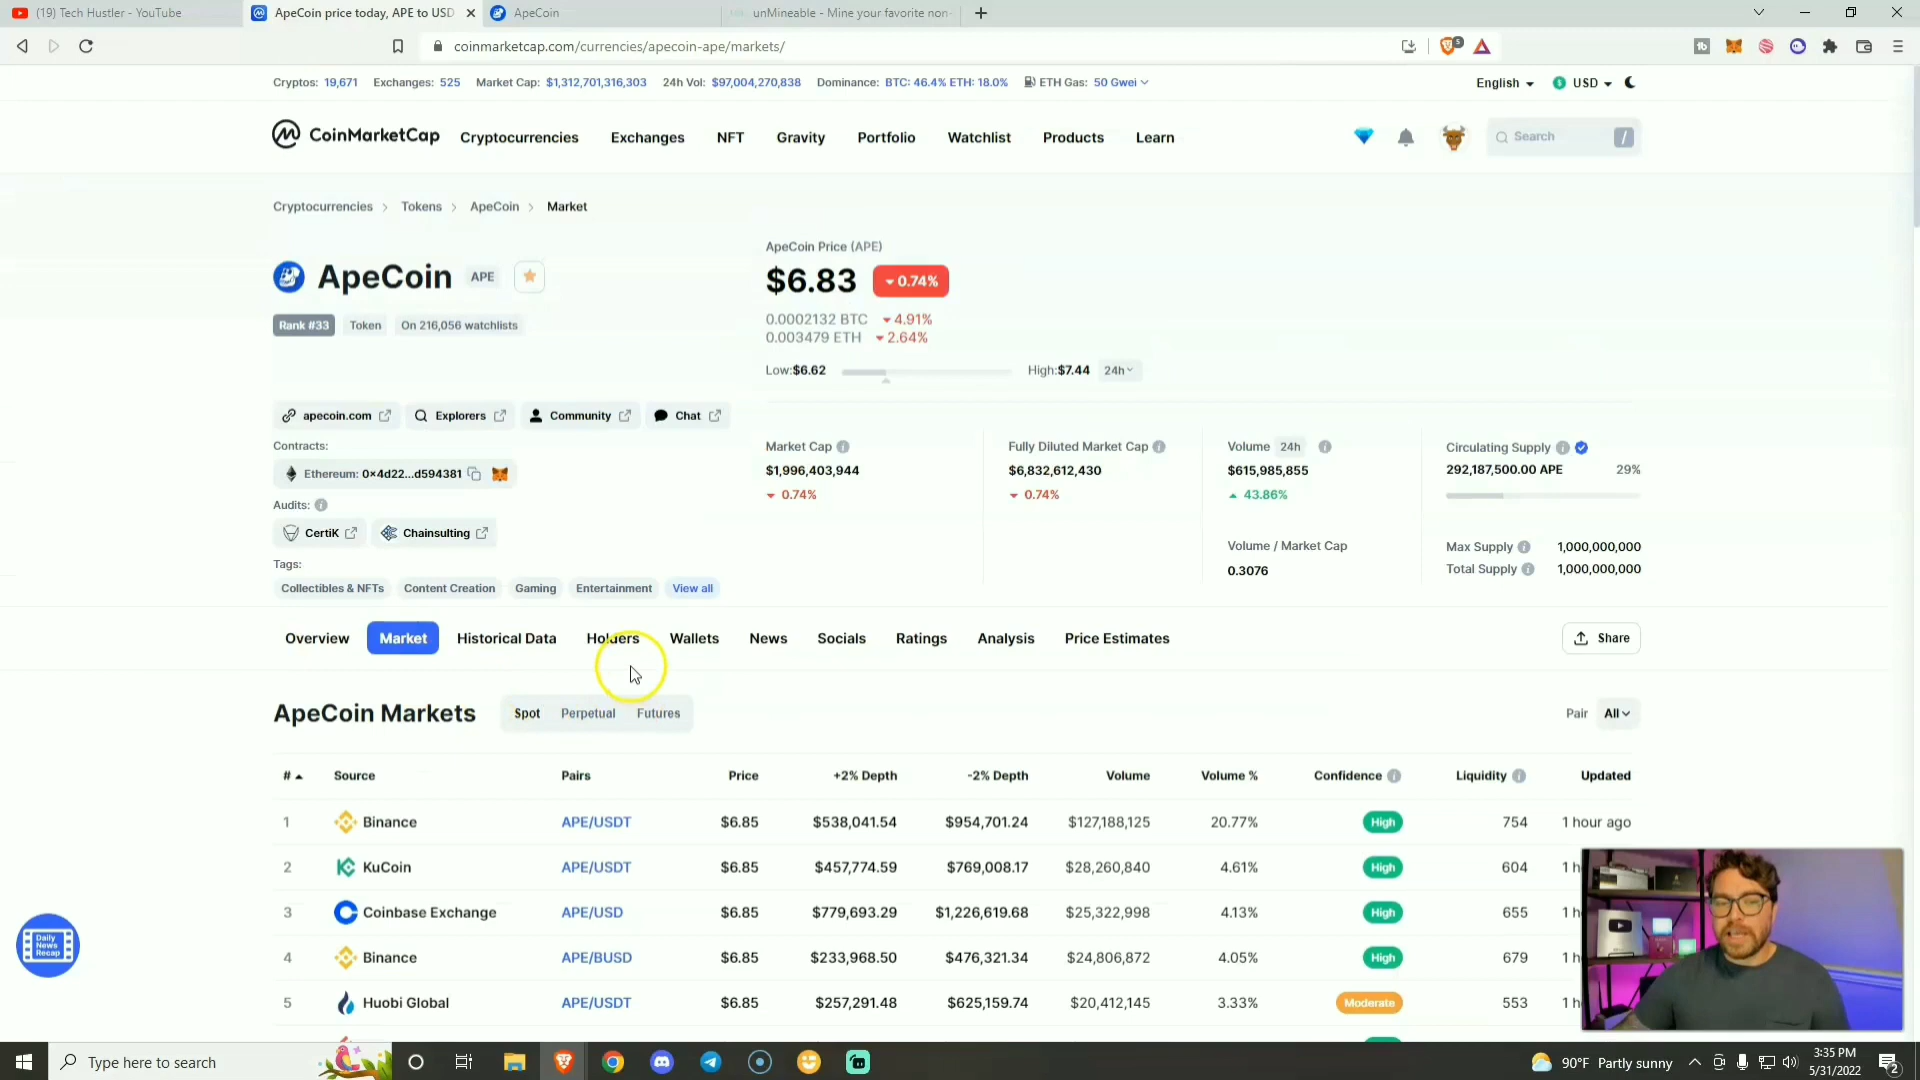 (19) Tech Hustler - YouTube
ApeCoin price today, APE to USD
ApeCoin
unMineable - Mine your favorite non-
coinmarketcap.com/currencies/apecoin-ape/markets/
Cryptos: 19,671 Exchanges: 525 Market Cap: $1,312,701,316,303 24h Vol: $97,004,270,838 Dominance: BTC: 46.4% ETH: 18.0% ETH Gas: 50 Gwei
English USD
CoinMarketCap Cryptocurrencies Exchanges NFT Gravity Portfolio Watchlist Products Learn Search /
Cryptocurrencies > Tokens > ApeCoin > Market
ApeCoin APE
Rank #33 Token On 216,056 watchlists
ApeCoin Price (APE)
$6.83 0.74%
0.0002132 BTC 4.91%
0.003479 ETH 2.64%
Low:$6.62 High:$7.44 24h
apecoin.com Explorers Community Chat
Contracts:
Ethereum: 0x4d22...d594381
Audits:
CertiK Chainsulting
Tags:
Collectibles & NFTs Content Creation Gaming Entertainment View all
Market Cap
$1,996,403,944
0.74%
Fully Diluted Market Cap
$6,832,612,430
0.74%
Volume 24h
$615,985,855
43.86%
Volume / Market Cap
0.3076
Circulating Supply
292,187,500.00 APE 29%
Max Supply 1,000,000,000
Total Supply 1,000,000,000
Overview Market Historical Data Holders Wallets News Socials Ratings Analysis Price Estimates Share
ApeCoin Markets Spot Perpetual Futures Pair All
# Source Pairs Price +2% Depth -2% Depth Volume Volume % Confidence Liquidity Updated
1 Binance APE/USDT $6.85 $538,041.54 $954,701.24 $127,188,125 20.77% High 754 1 hour ago
2 KuCoin APE/USDT $6.85 $457,774.59 $769,008.17 $28,260,840 4.61% High 604 1 h
3 Coinbase Exchange APE/USD $6.85 $779,693.29 $1,226,619.68 $25,322,998 4.13% High 655 1 h
4 Binance APE/BUSD $6.85 $233,968.50 $476,321.34 $24,806,872 4.05% High 679 1 h
5 Huobi Global APE/USDT $6.85 $257,291.48 $625,159.74 $20,412,145 3.33% Moderate 553 1 h
Daily
News
Recap
Type here to search
90°F Partly sunny
3:35 PM
5/31/2022
2